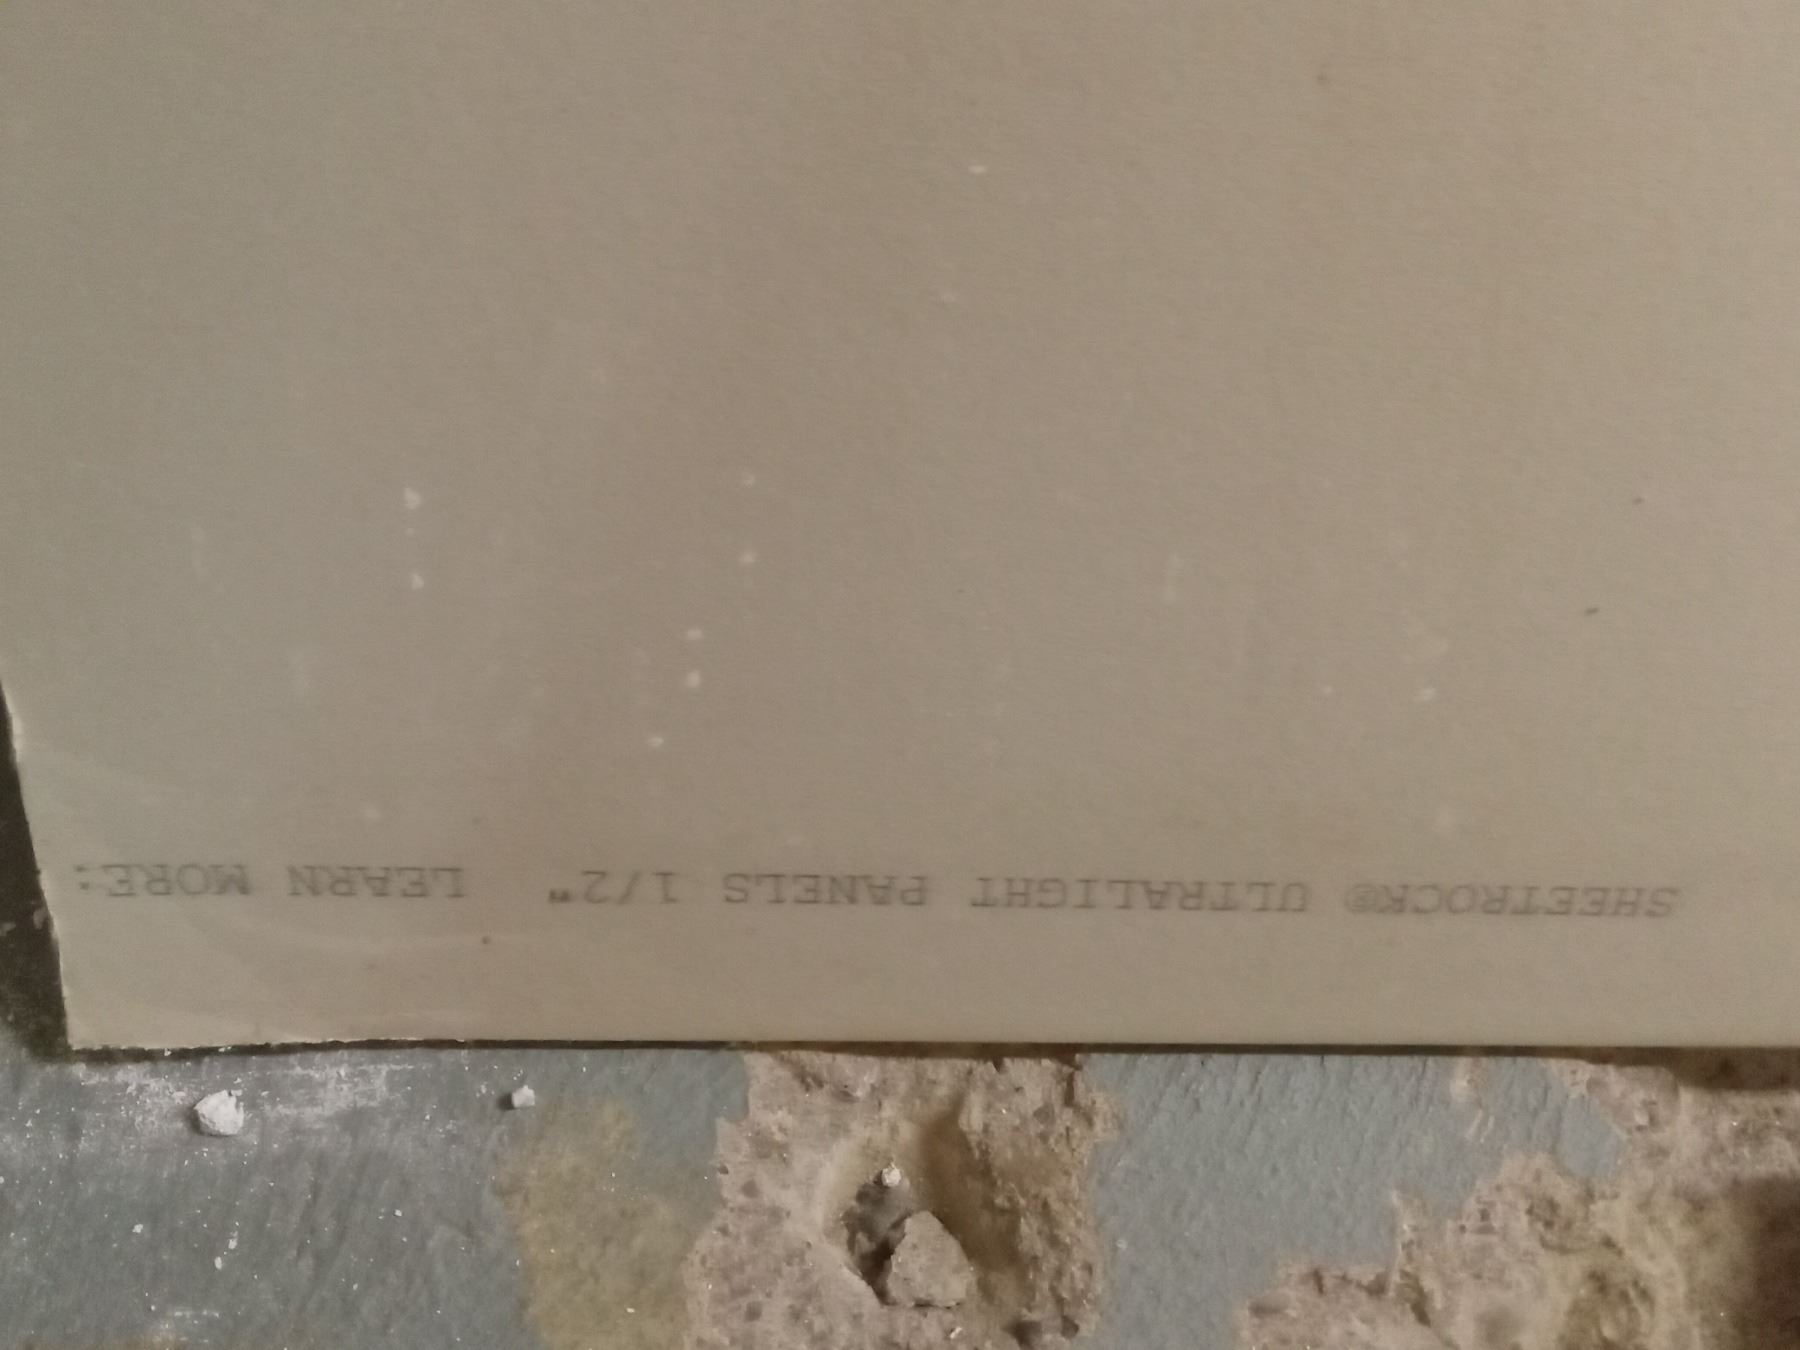 SHEETROCK® ULTRALIGHT PANELS 1/2" LEARN MORE: